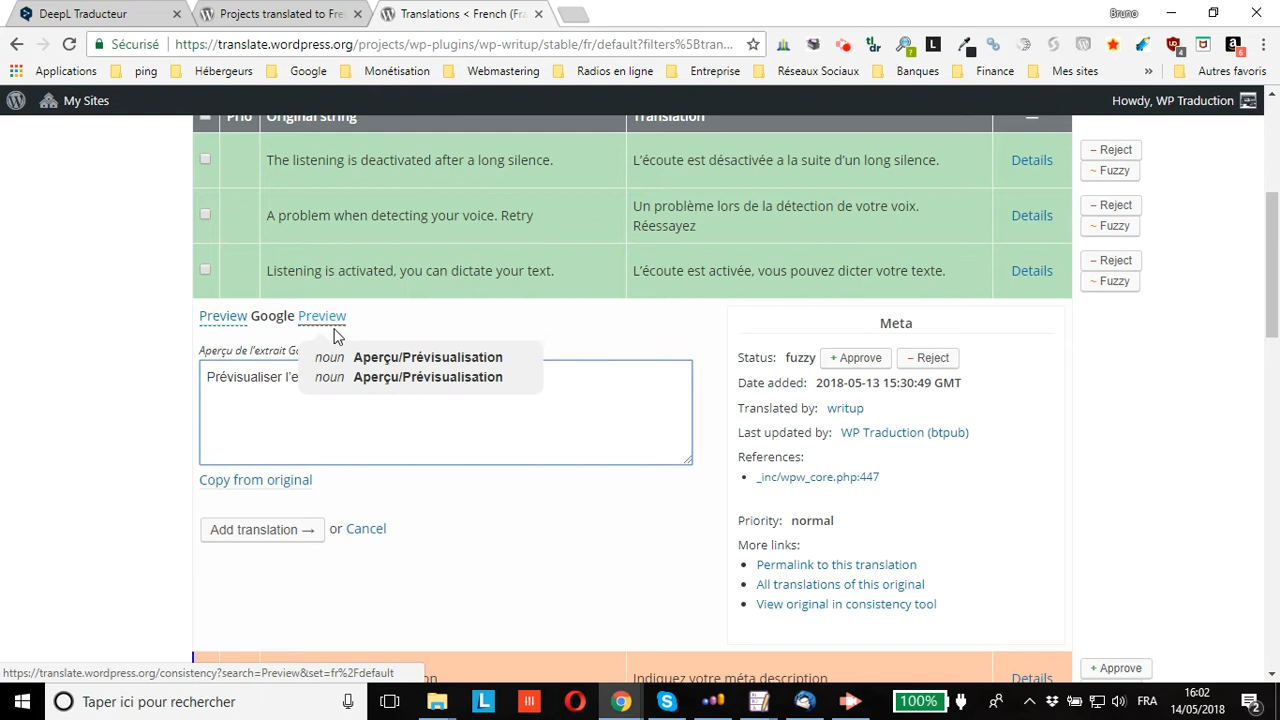 DeepL Traducteur
Projects translated to Fre
Translations < French (Fra
Bruno
Sécurisé
https://translate.wordpress.org/projects/wp-plugins/wp-writup/stable/fr/default?filters%5Btran...
Applications
ping
Hébergeurs
Google
Monétisation
Webmastering
Radios en ligne
Entreprise
Réseaux Sociaux
Banques
Finance
Mes sites
»
Autres favoris
My Sites
Howdy, WP Traduction
Prio
Original string
Translation
—
The listening is deactivated after a long silence.
L'écoute est désactivée a la suite d'un long silence.
Details
– Reject
~ Fuzzy
A problem when detecting your voice. Retry
Un problème lors de la détection de votre voix.
Réessayez
Details
– Reject
~ Fuzzy
Listening is activated, you can dictate your text.
L'écoute est activée, vous pouvez dicter votre texte.
Details
– Reject
~ Fuzzy
Preview Google Preview
Aperçu de l'extrait Go
noun Aperçu/Prévisualisation
noun Aperçu/Prévisualisation
Prévisualiser l'e
Copy from original
Add translation →
or Cancel
Meta
Status: fuzzy
+ Approve
– Reject
Date added: 2018-05-13 15:30:49 GMT
Translated by: writup
Last updated by: WP Traduction (btpub)
References:
_inc/wpw_core.php:447
Priority: normal
More links:
Permalink to this translation
All translations of this original
View original in consistency tool
Indiquez votre méta description
Details
+ Approve
https://translate.wordpress.org/consistency?search=Preview&set=fr%2Fdefault
Taper ici pour rechercher
100%
FRA
16:02
14/05/2018